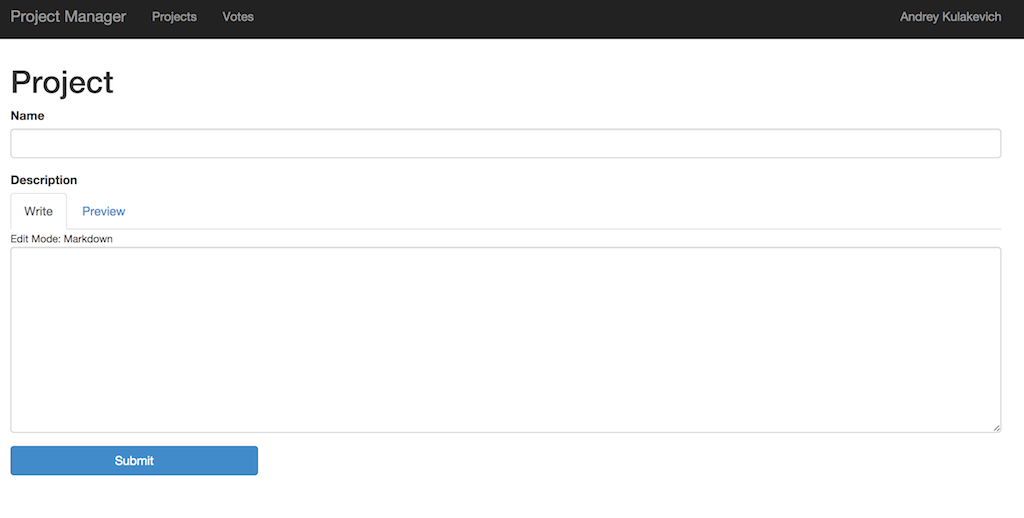 Project Manager Projects Votes Andrey Kulakevich
Project
Name
Description
Write Preview
Edit Mode: Markdown
Submit